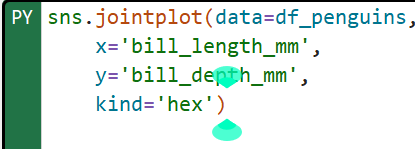 PY sns.jointplot(data=df_penguins,
x='bill_length_mm',
y='bill_depth_mm',
kind='hex')